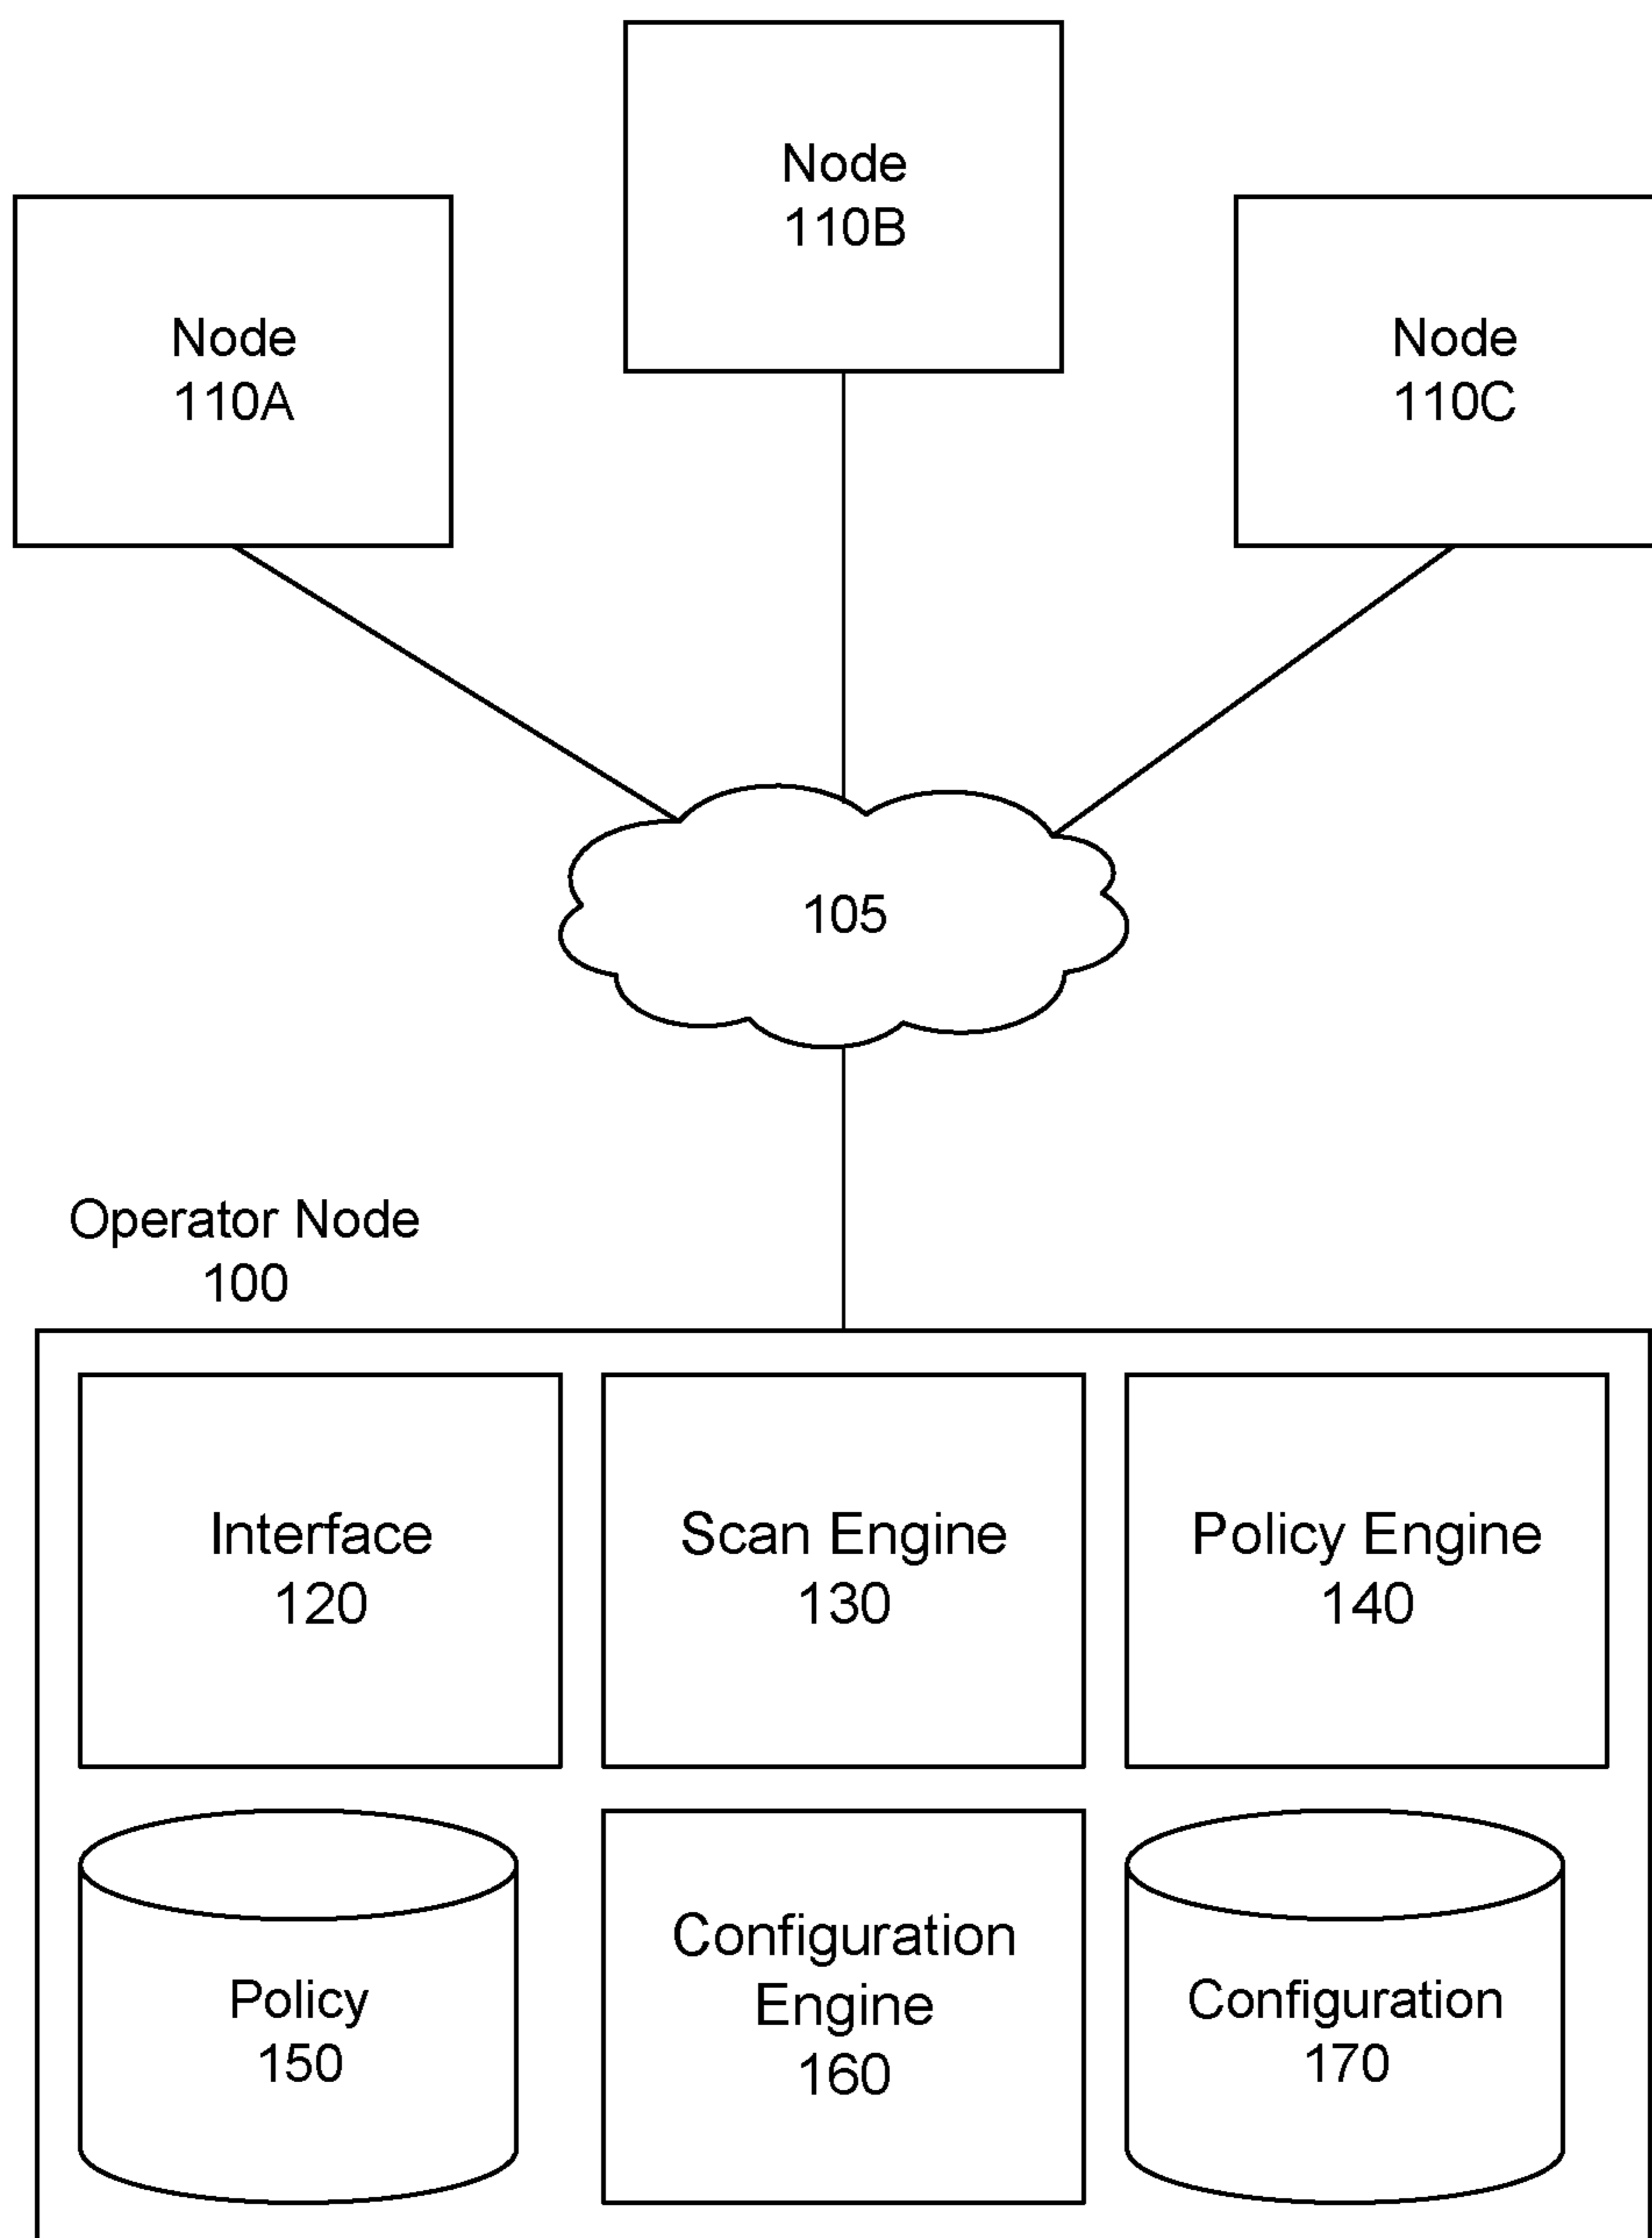 Node
110B
Node
110A
Node
110C
105
Operator Node
100
Interface
120
Scan Engine
130
Policy Engine
140
Policy
150
Configuration
Engine
160
Configuration
170